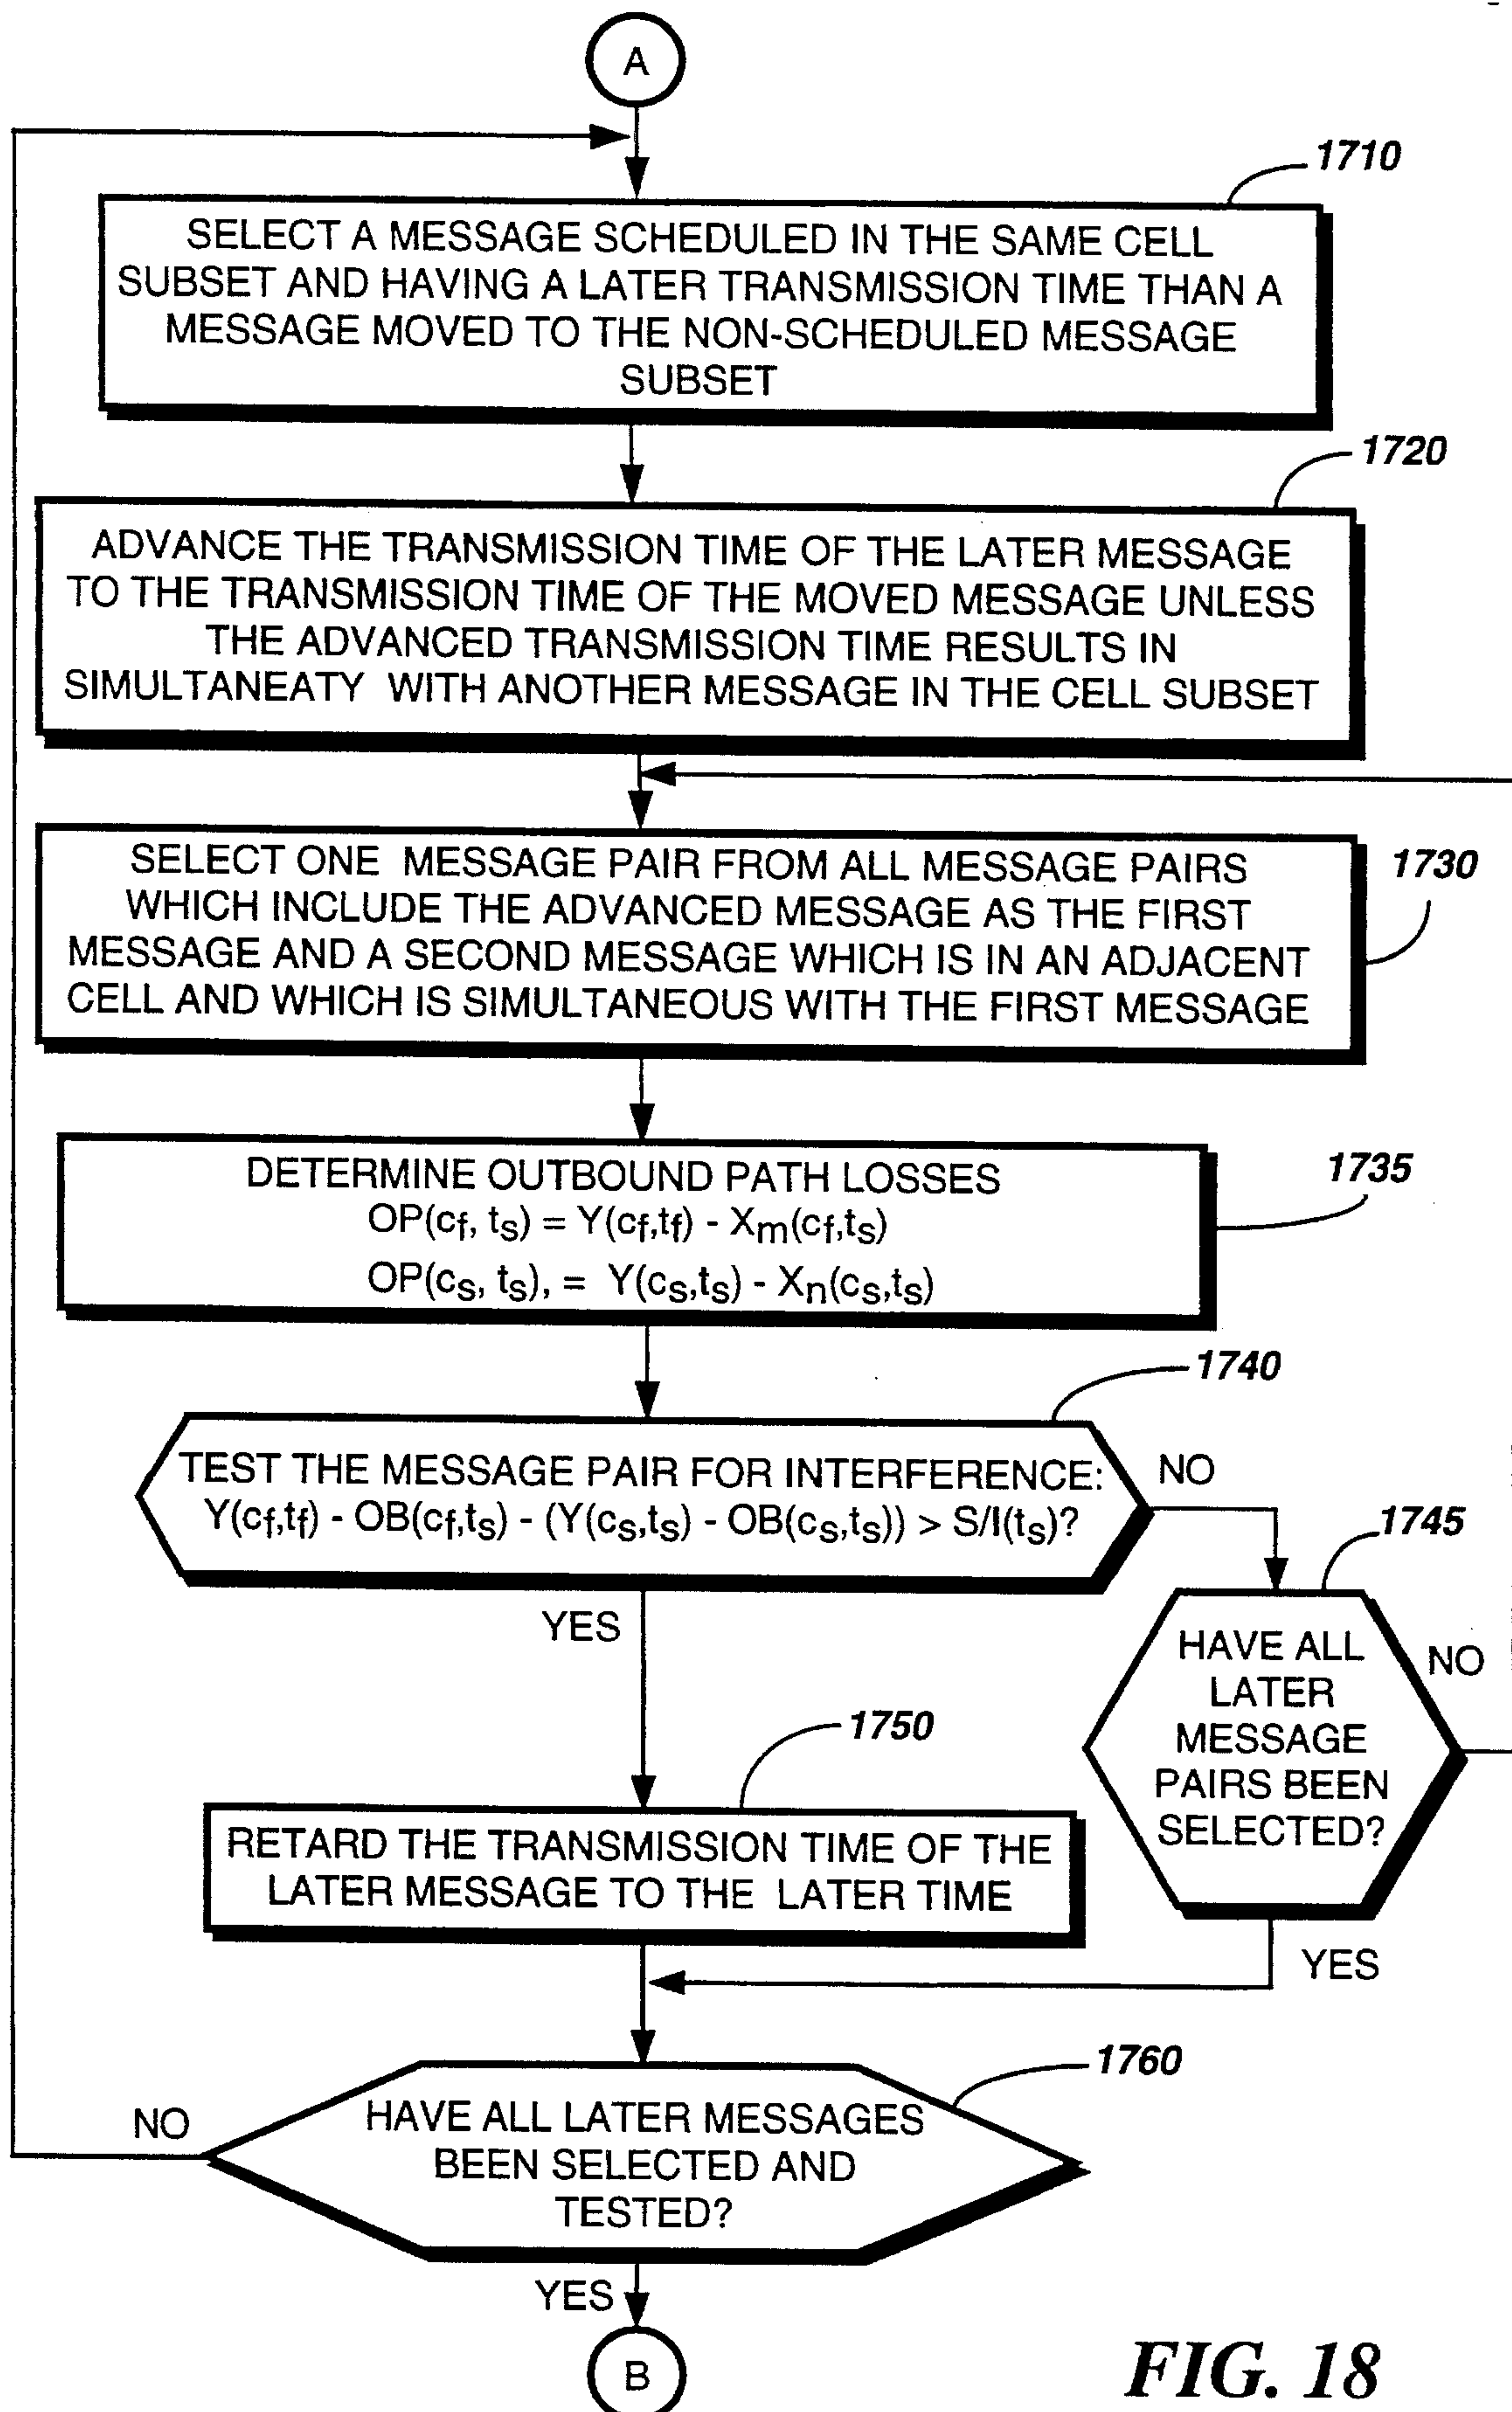 A
1710
SELECT A MESSAGE SCHEDULED IN THE SAME CELL
SUBSET AND HAVING A LATER TRANSMISSION TIME THAN A
MESSAGE MOVED TO THE NON-SCHEDULED MESSAGE
SUBSET
1720
ADVANCE THE TRANSMISSION TIME OF THE LATER MESSAGE
TO THE TRANSMISSION TIME OF THE MOVED MESSAGE UNLESS
THE ADVANCED TRANSMISSION TIME RESULTS IN
SIMULTANEATY WITH ANOTHER MESSAGE IN THE CELL SUBSET
1730
SELECT ONE MESSAGE PAIR FROM ALL MESSAGE PAIRS
WHICH INCLUDE THE ADVANCED MESSAGE AS THE FIRST
MESSAGE AND A SECOND MESSAGE WHICH IS IN AN ADJACENT
CELL AND WHICH IS SIMULTANEOUS WITH THE FIRST MESSAGE
1735
DETERMINE OUTBOUND PATH LOSSES
OP(cf, ts) = Y(cf,tf) - Xm(cf,ts)
OP(cs, ts), = Y(cs,ts) - Xn(cs,ts)
1740
TEST THE MESSAGE PAIR FOR INTERFERENCE:
Y(cf,tf) - OB(cf,ts) - (Y(cs,ts) - OB(cs,ts)) > S/I(ts)?
NO
1745
YES
HAVE ALL
LATER
MESSAGE
PAIRS BEEN
SELECTED?
NO
1750
RETARD THE TRANSMISSION TIME OF THE
LATER MESSAGE TO THE LATER TIME
YES
1760
NO
HAVE ALL LATER MESSAGES
BEEN SELECTED AND
TESTED?
YES
B
FIG. 18